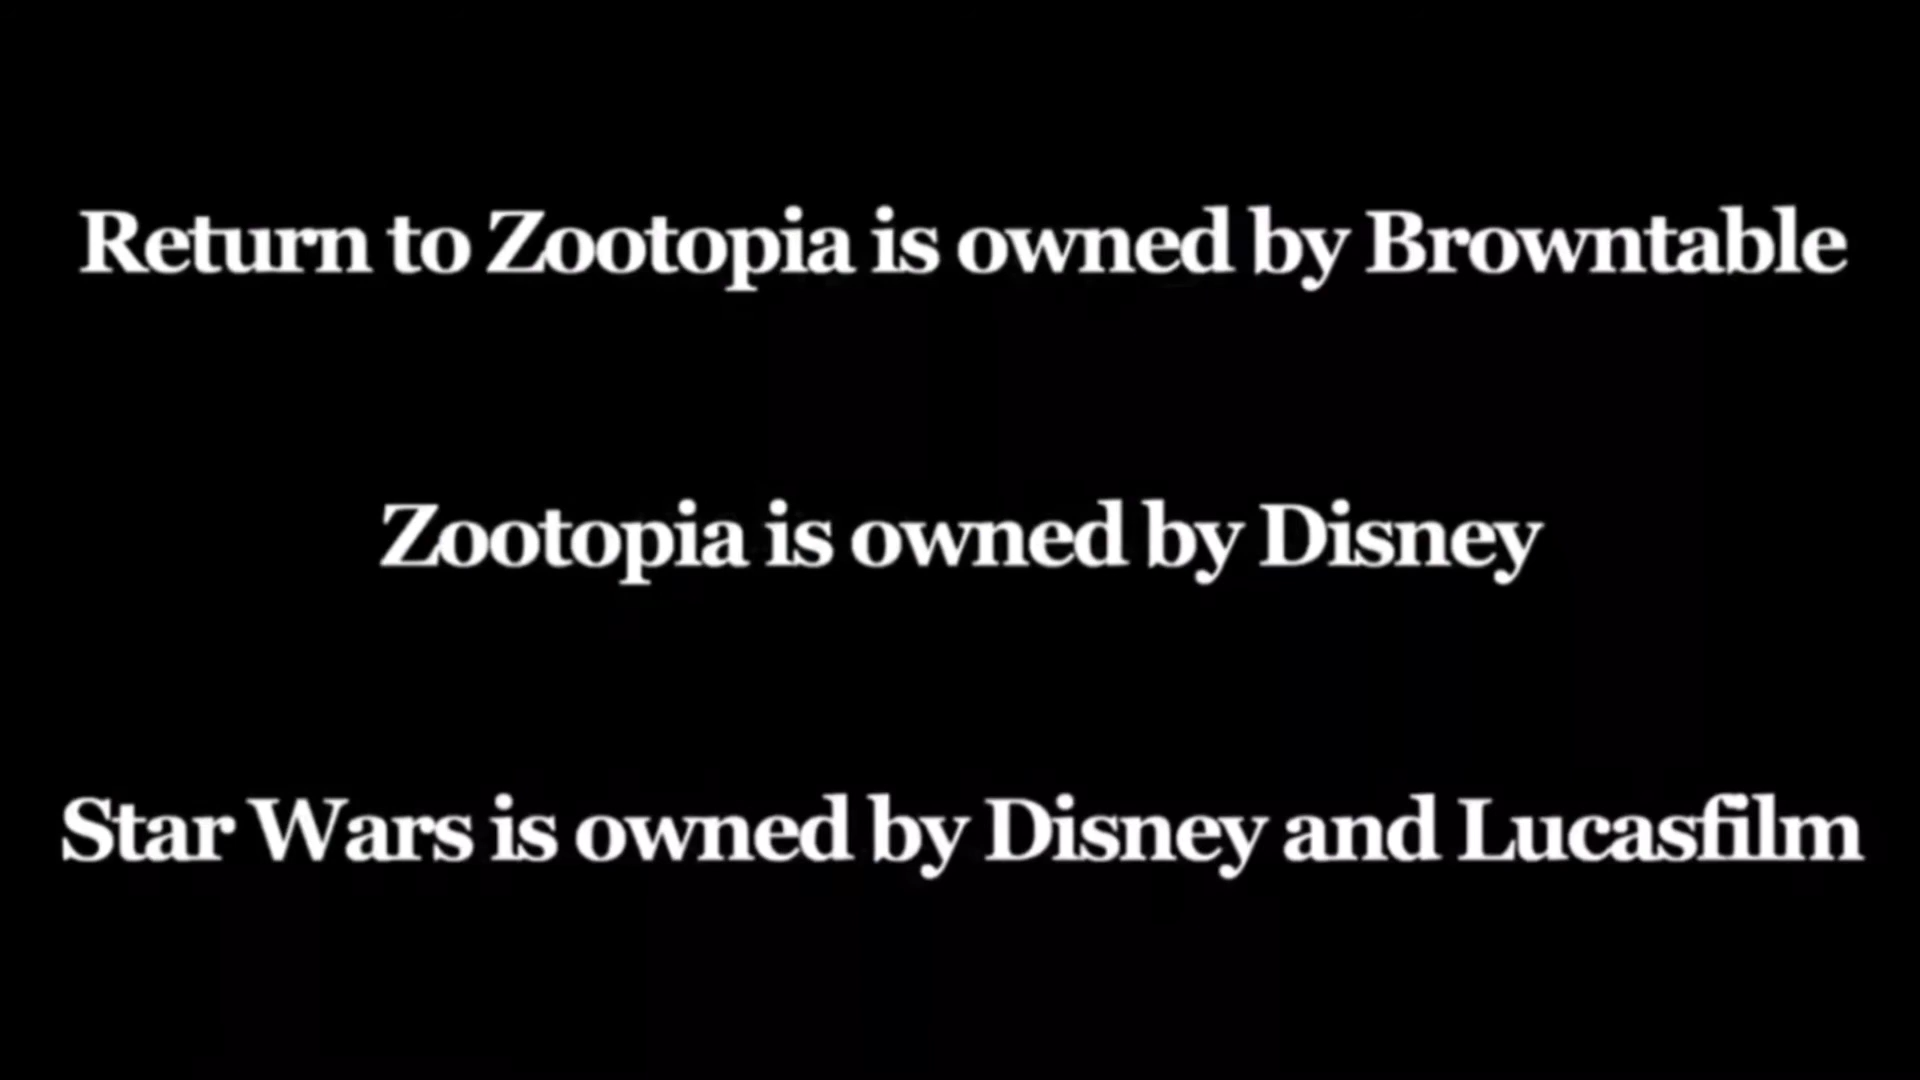 Return to Zootopia is owned by Browntable
Zootopia is owned by Disney
Star Wars is owned by Disney and Lucasfilm